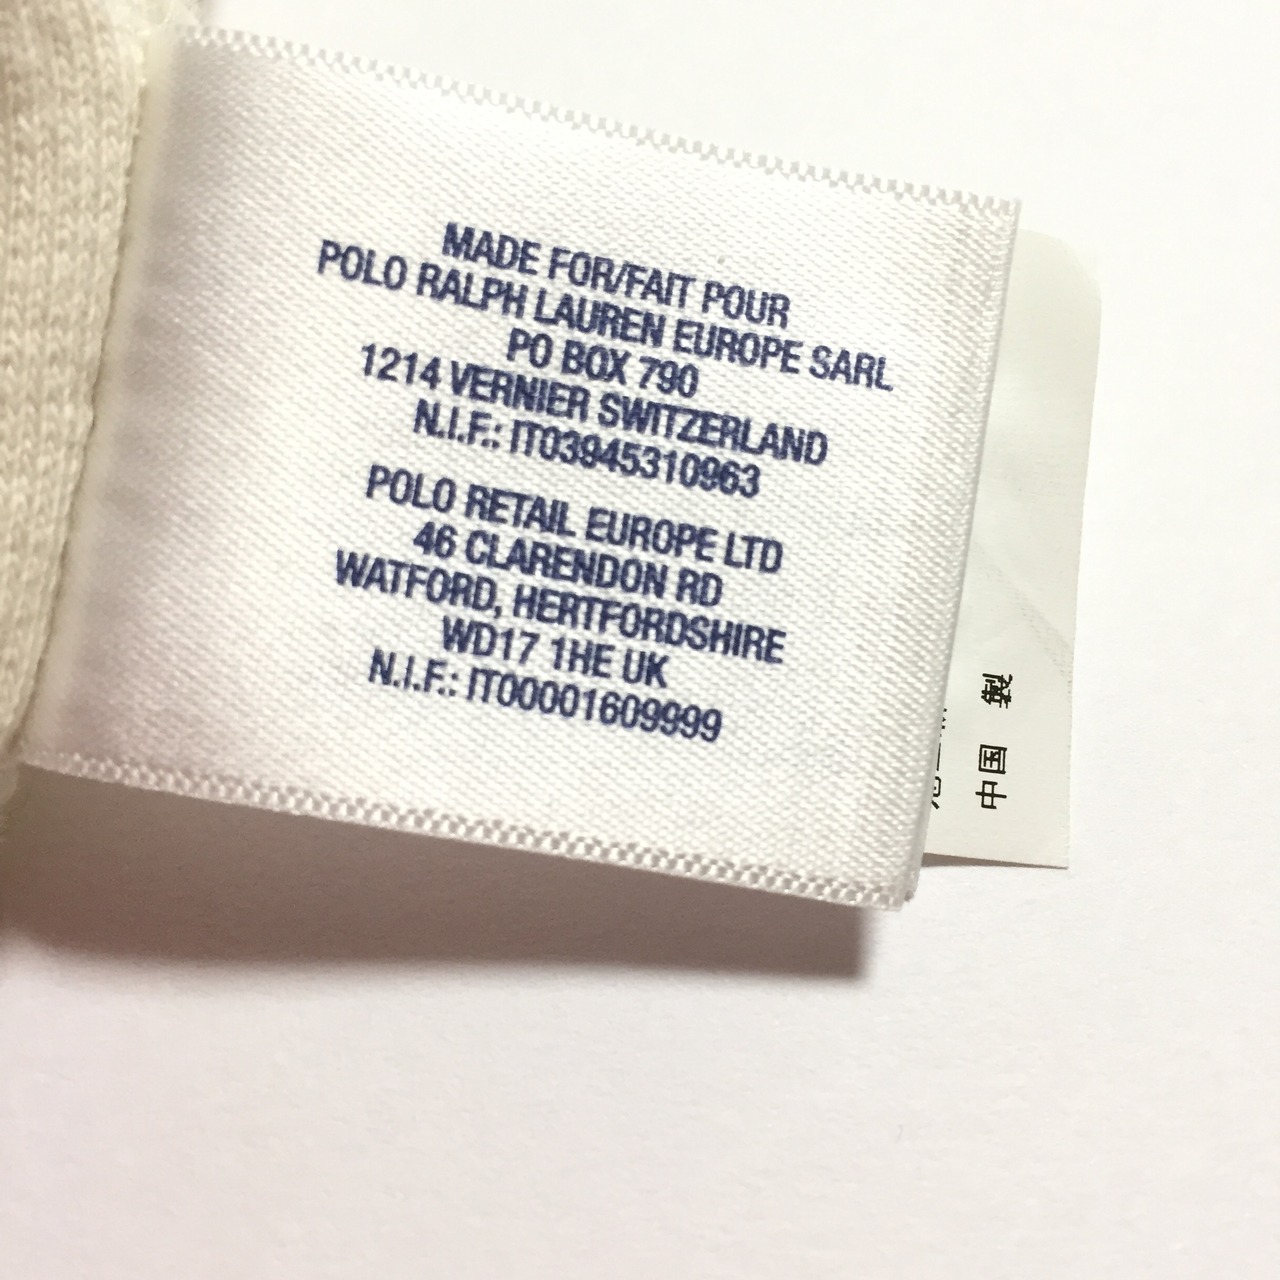 MADE FOR/FAIT POUR
POLO RALPH LAUREN EUROPE SARL
PO BOX 790
1214 VERNIER SWITZERLAND
N.I.F.: IT03945310963
POLO RETAIL EUROPE LTD
46 CLARENDON RD
WATFORD, HERTFORDSHIRE
WD17 1HE UK
N.I.F.: IT00001609999
中国製